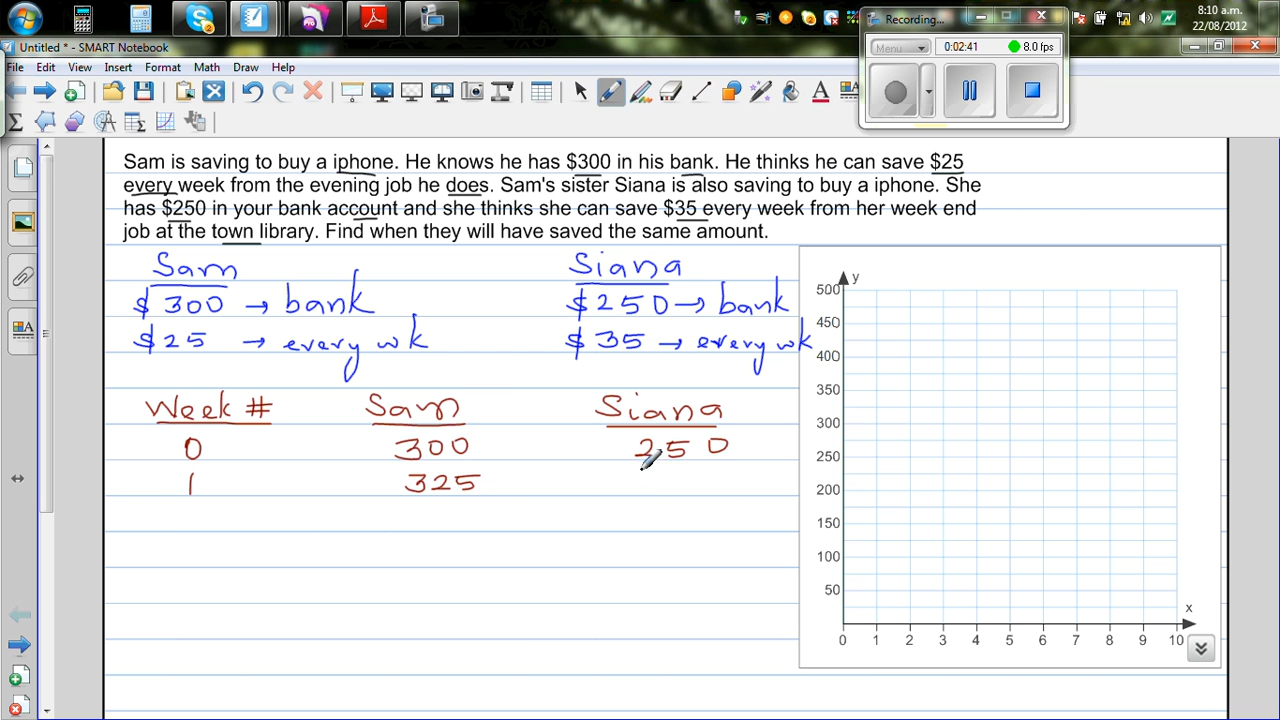 8:10 a.m.
22/08/2012
Recording...
Untitled * - SMART Notebook
Menu
0:02:41
8.0 fps
File Edit View Insert Format Math Draw Help
Sam is saving to buy a iphone. He knows he has $300 in his bank. He thinks he can save $25
every week from the evening job he does. Sam's sister Siana is also saving to buy a iphone. She
has $250 in your bank account and she thinks she can save $35 every week from her week end
job at the town library. Find when they will have saved the same amount.
Sam Siana
$ 300 → bank $ 250 → bank
$ 25 → every wk $ 35 → every wk
Week # Sam Siana
0 300 250
1 325
y
500
450
400
350
300
250
200
150
100
50
x
0 1 2 3 4 5 6 7 8 9 10